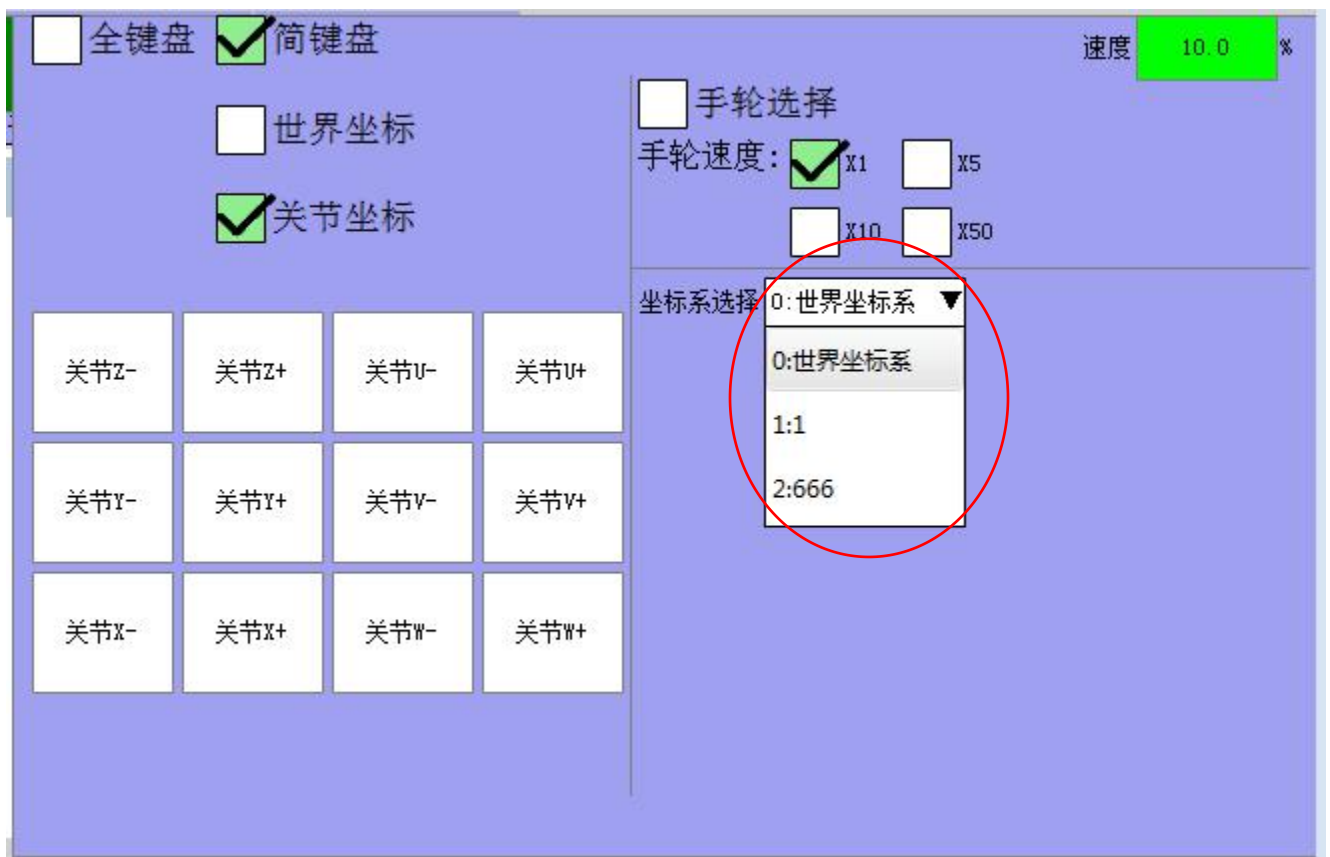 全键盘 简键盘
速度 10.0 %
世界坐标
关节坐标
手轮选择
手轮速度: X1 X5
X10 X50
坐标系选择 0:世界坐标系 ▼
0:世界坐标系
1:1
2:666
关节Z- 关节Z+ 关节U- 关节U+
关节Y- 关节Y+ 关节V- 关节V+
关节X- 关节X+ 关节W- 关节W+